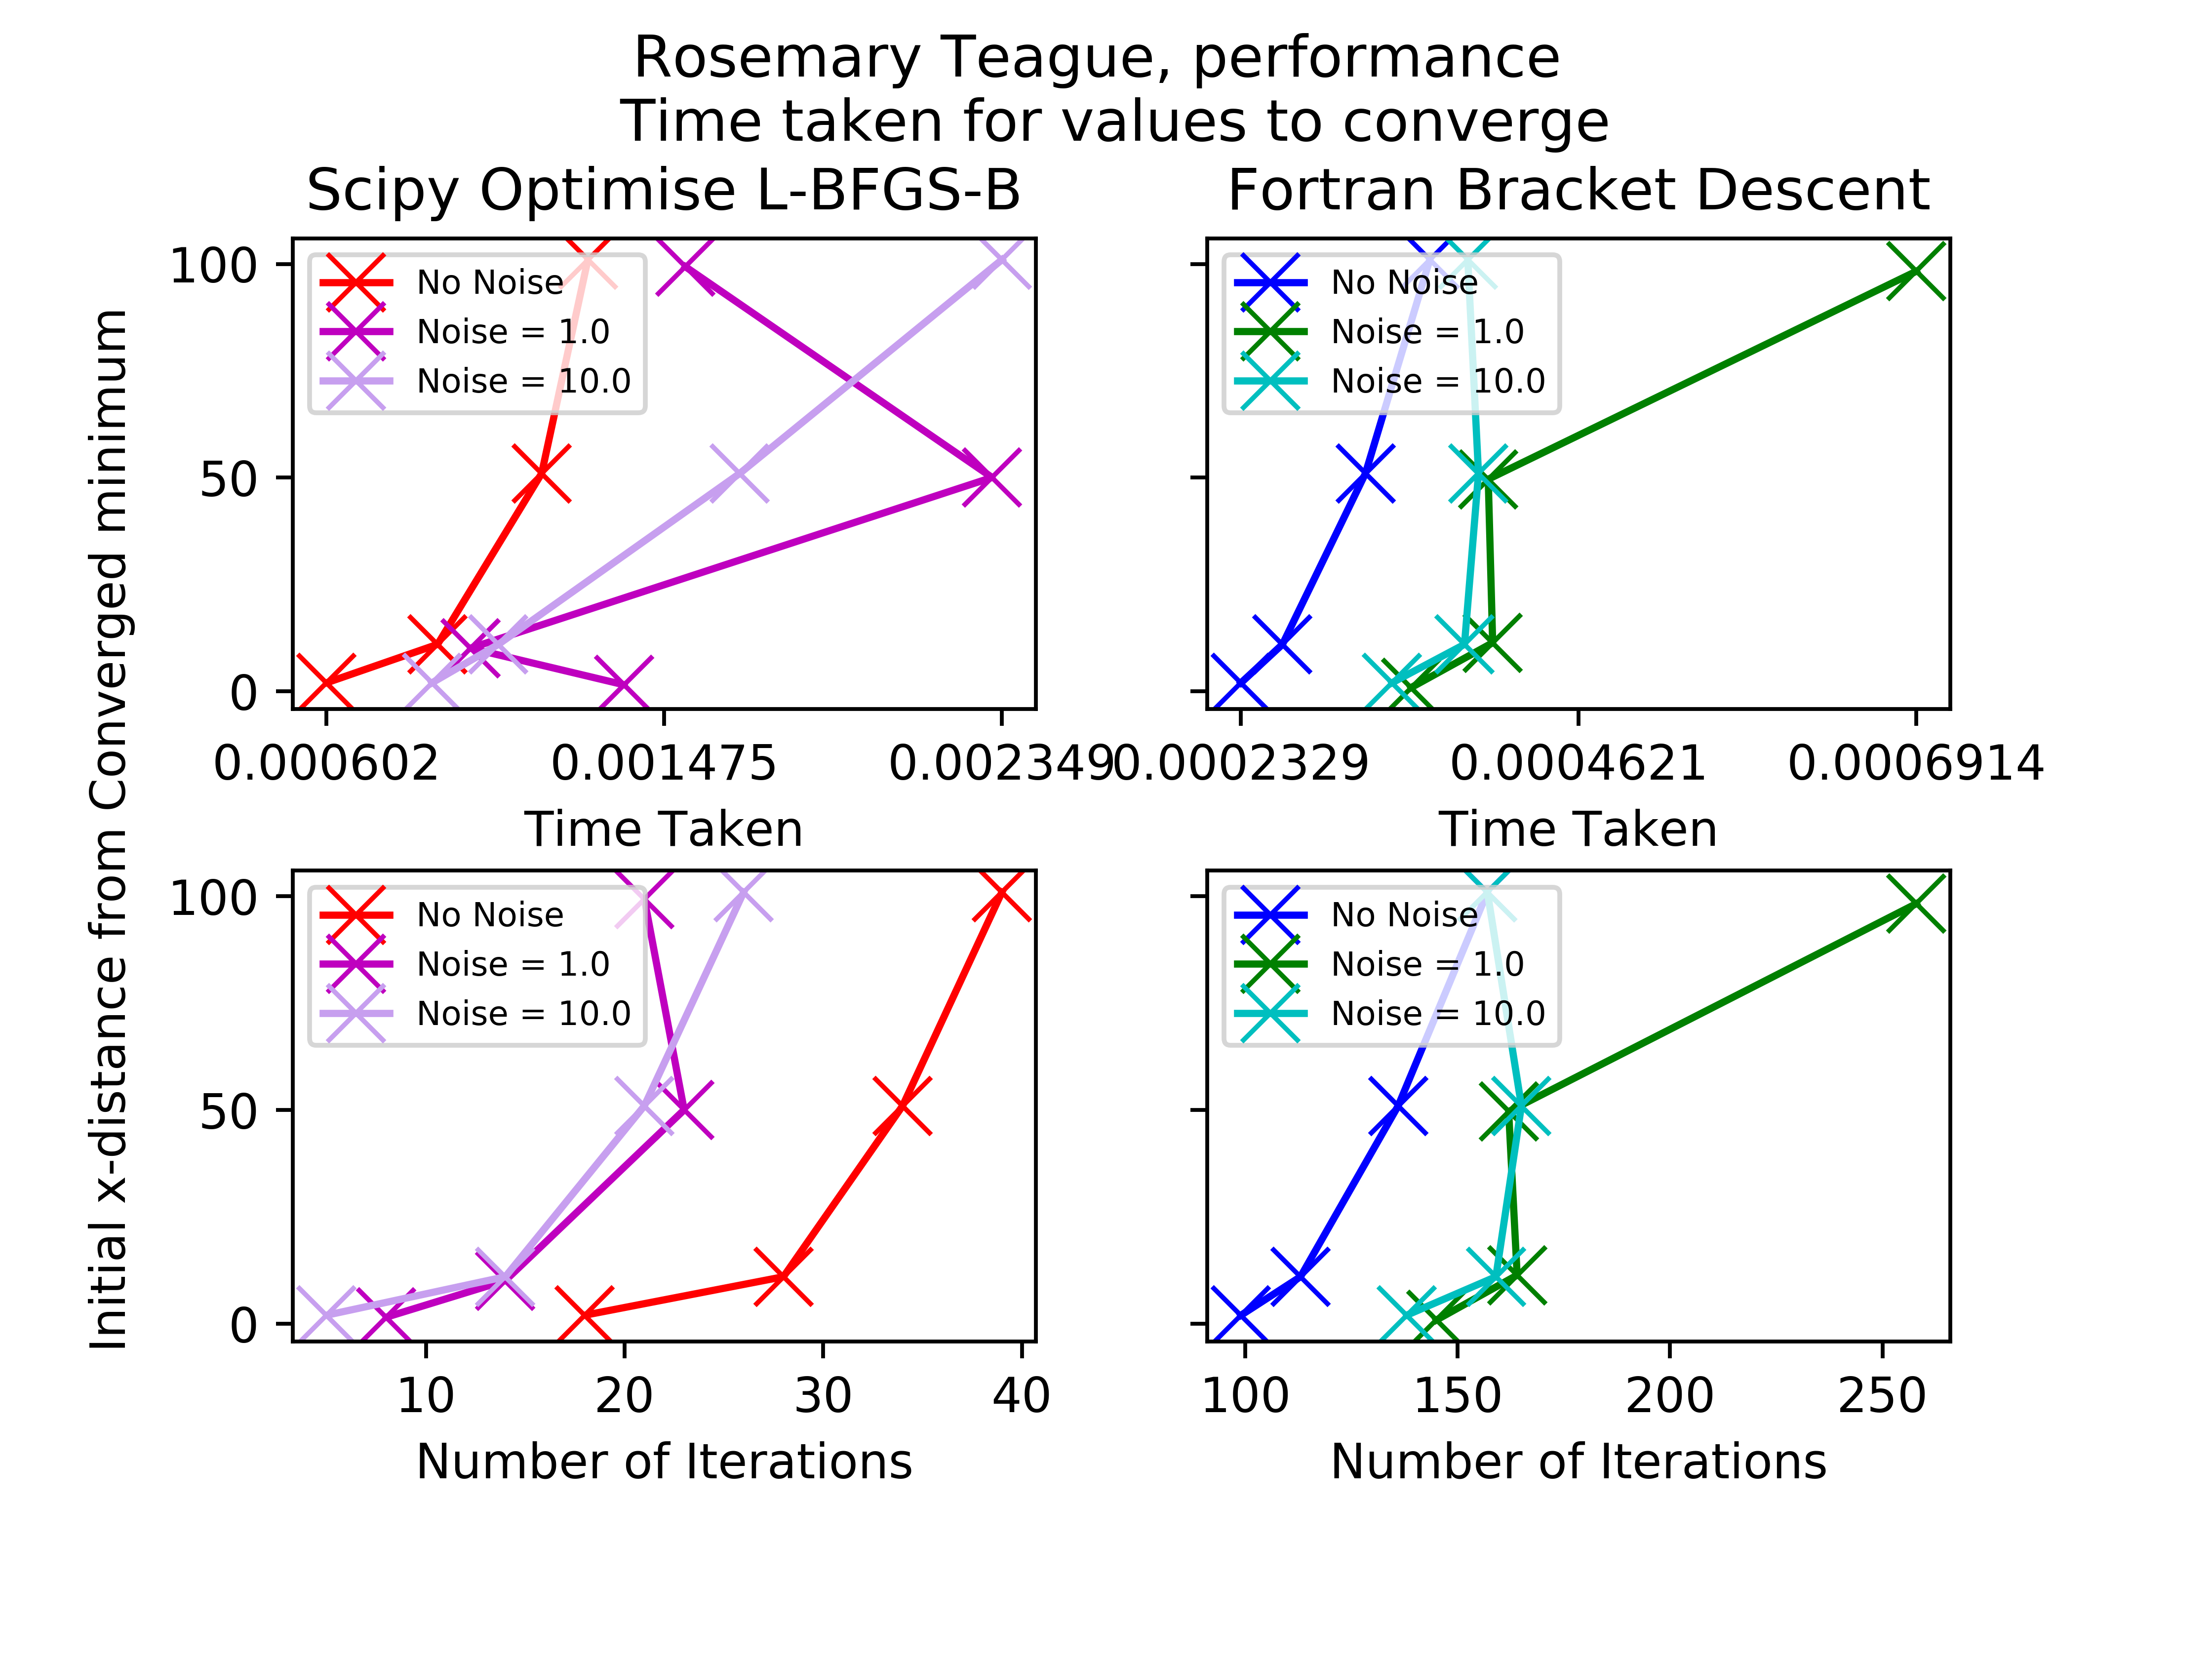 Rosemary Teague, performance
Time taken for values to converge
Initial x-distance from Converged minimum
Scipy Optimise L-BFGS-B
100
50
0
No Noise
Noise = 1.0
Noise = 10.0
0.000602 0.001475 0.002349
Time Taken
Fortran Bracket Descent
No Noise
Noise = 1.0
Noise = 10.0
0.0002329 0.0004621 0.0006914
Time Taken
100
50
0
No Noise
Noise = 1.0
Noise = 10.0
10 20 30 40
Number of Iterations
No Noise
Noise = 1.0
Noise = 10.0
100 150 200 250
Number of Iterations